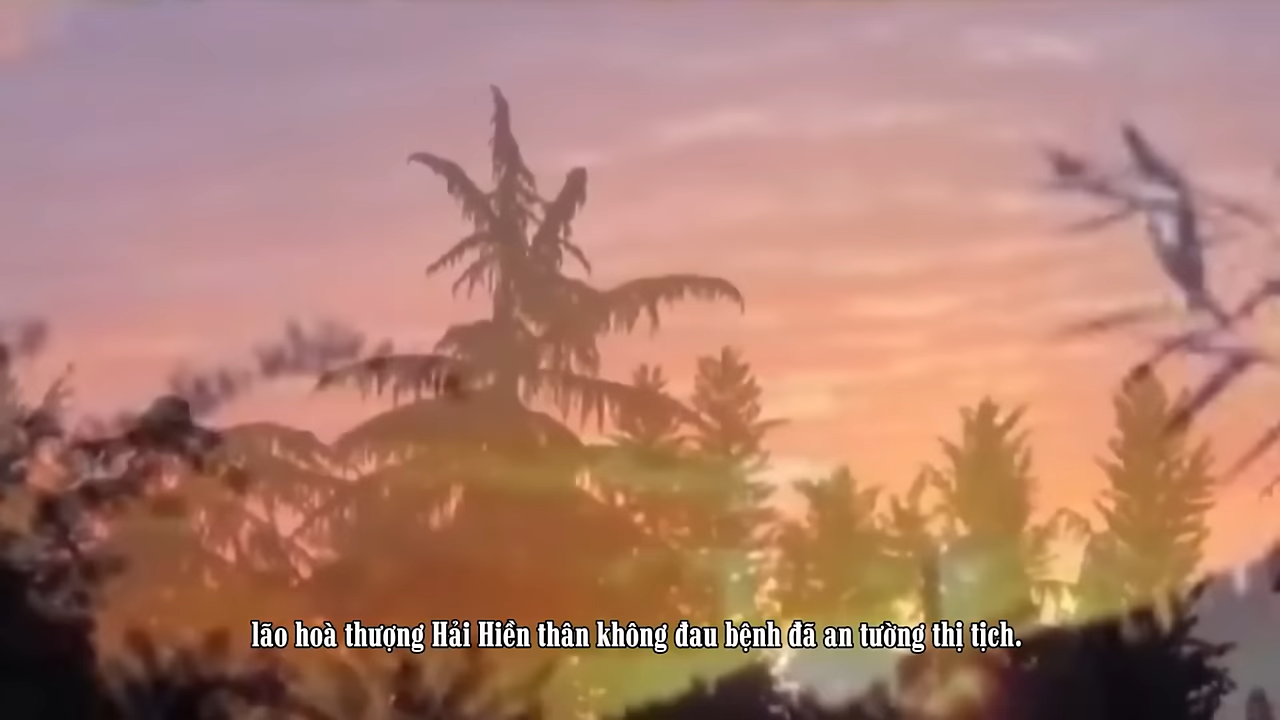 lão hoà thượng Hải Hiền thân không đau bệnh đã an tường thị tịch.